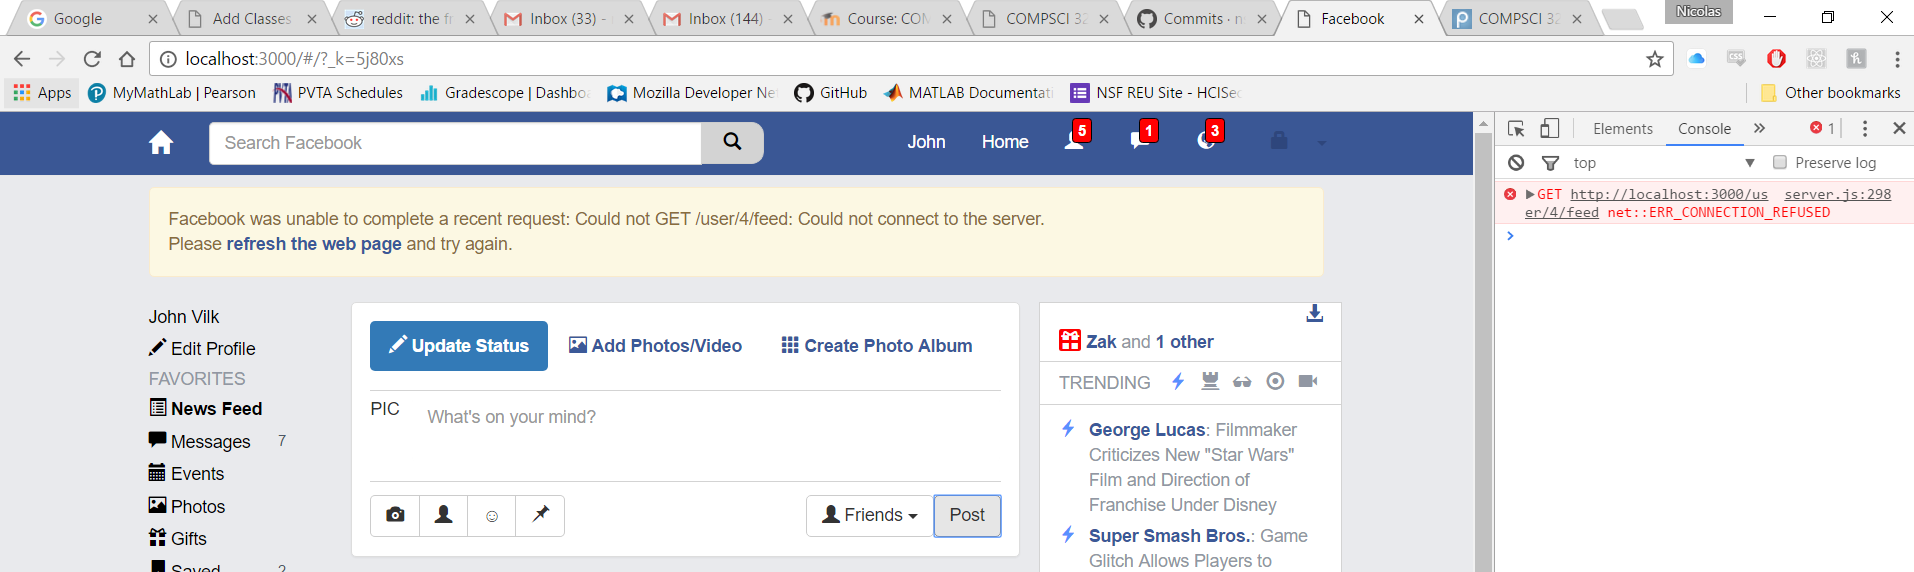 Google
Add Classes
reddit: the fr
Inbox (33) -
Inbox (144) -
Course: COM
COMPSCI 32
Commits · n
Facebook
COMPSCI 32
Nicolas
localhost:3000/#/?_k=5j80xs
Apps
MyMathLab | Pearson
PVTA Schedules
Gradescope | Dashbo
Mozilla Developer Ne
GitHub
MATLAB Documentat
NSF REU Site - HCISec
Other bookmarks
Search Facebook
John
Home
5
1
3
Facebook was unable to complete a recent request: Could not GET /user/4/feed: Could not connect to the server.
Please refresh the web page and try again.
John Vilk
Edit Profile
FAVORITES
News Feed
Messages 7
Events
Photos
Gifts
Saved 2
Update Status
Add Photos/Video
Create Photo Album
PIC
What's on your mind?
Friends
Post
Zak and 1 other
TRENDING
George Lucas: Filmmaker
Criticizes New "Star Wars"
Film and Direction of
Franchise Under Disney
Super Smash Bros.: Game
Glitch Allows Players to
Elements
Console
1
top
Preserve log
GET http://localhost:3000/us server.js:298
er/4/feed net::ERR_CONNECTION_REFUSED